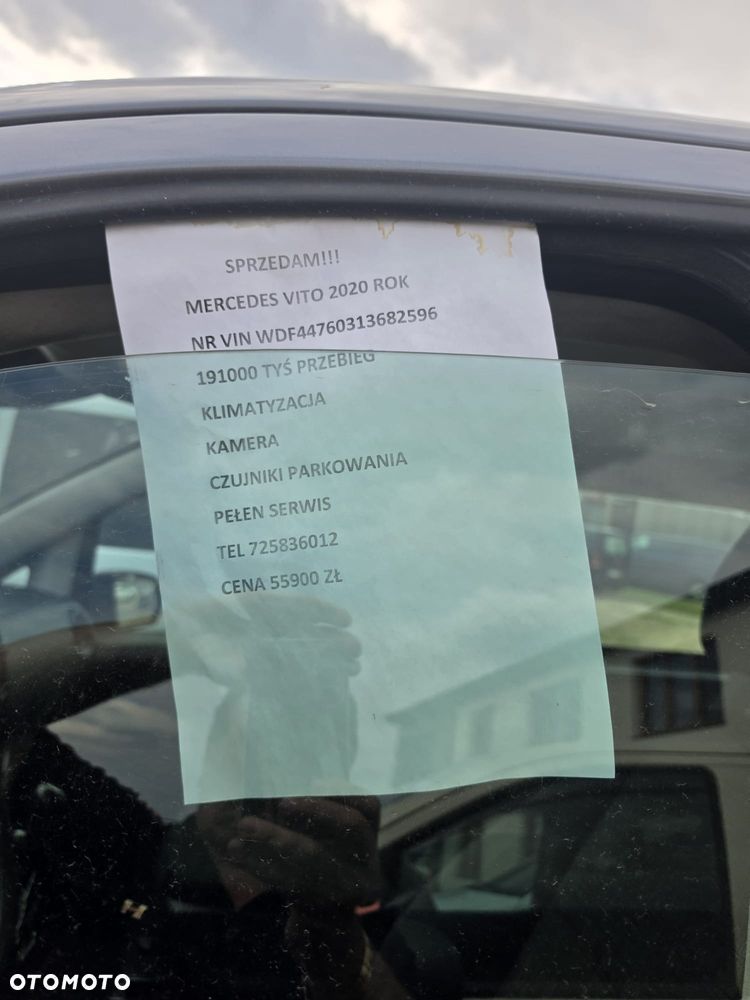 SPRZEDAM!!!
MERCEDES VITO 2020 ROK
NR VIN WDF44760313682596
191000 TYŚ PRZEBIEG
KLIMATYZACJA
KAMERA
CZUJNIKI PARKOWANIA
PEŁEN SERWIS
TEL 725836012
CENA 55900 ZŁ
OTOMOTO